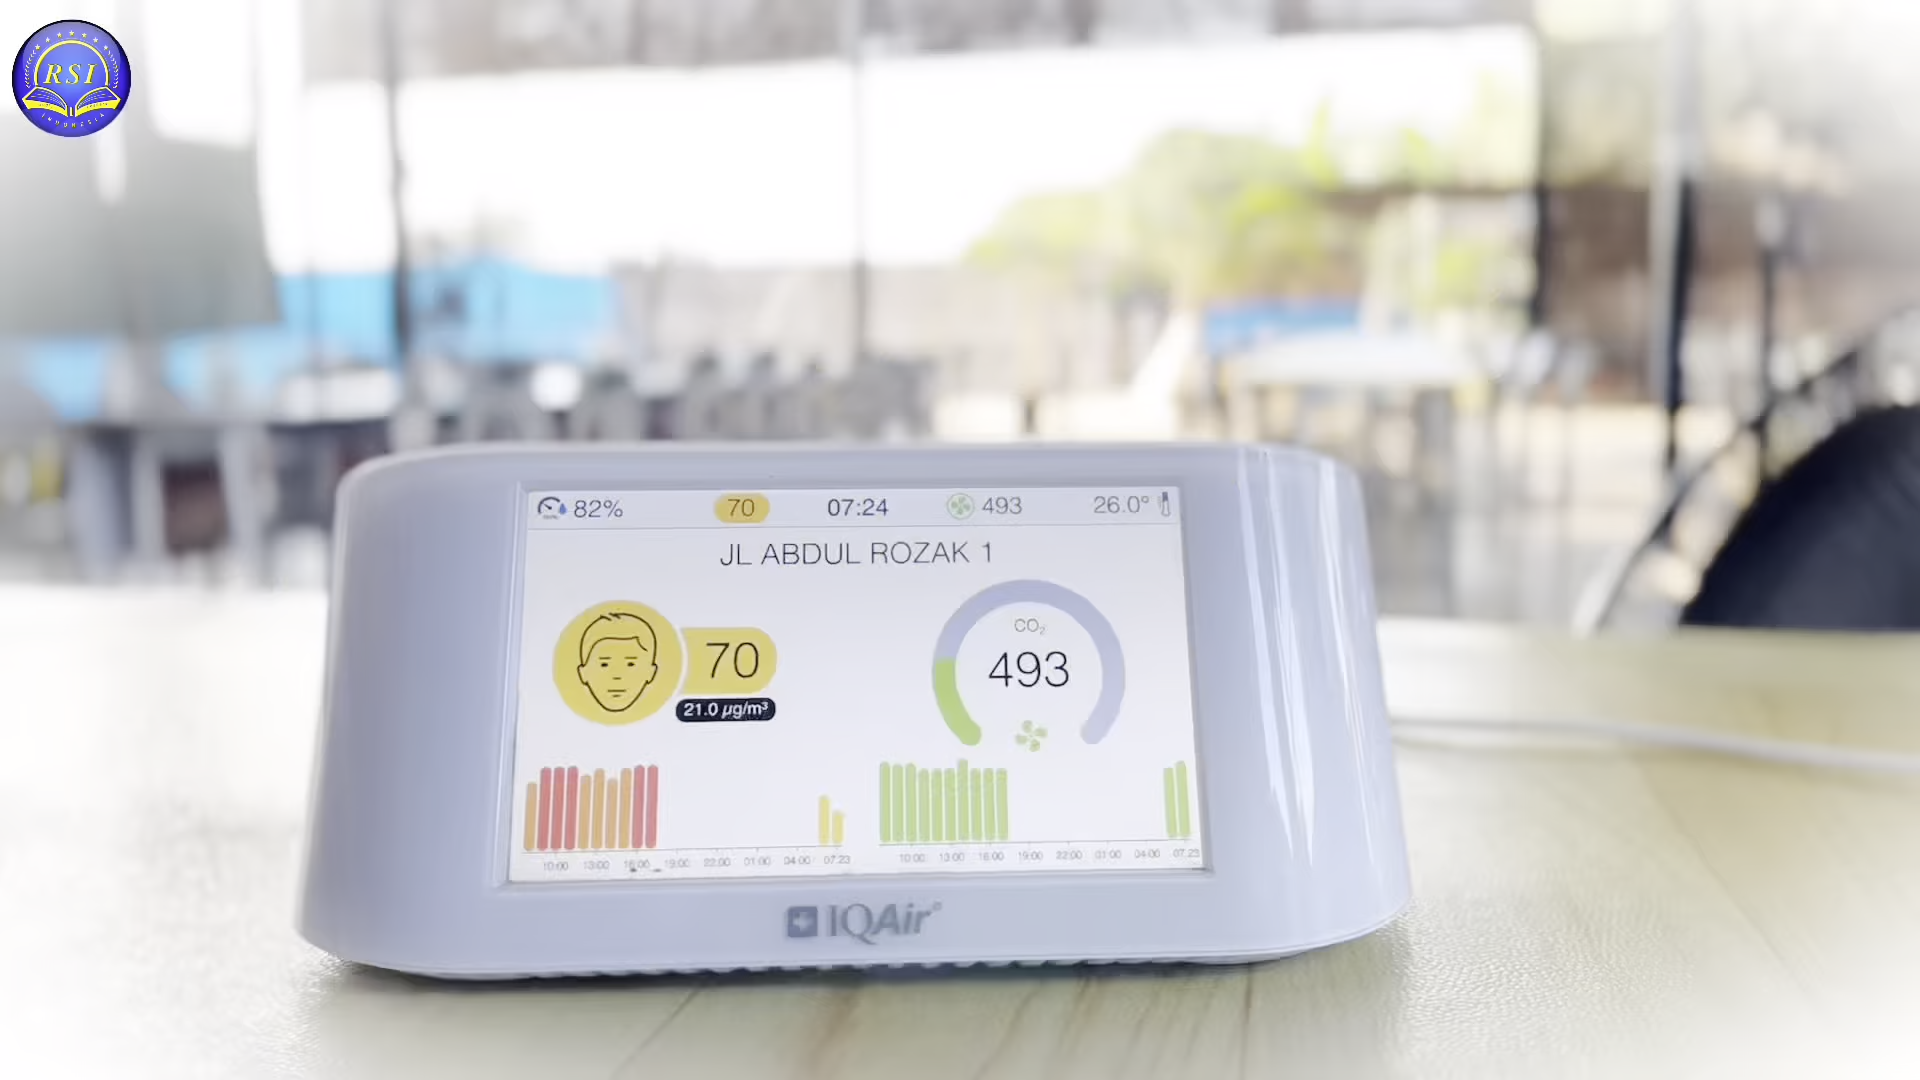 RSI
INDONESIA
82% 70 07:24 493 26.0°
JL ABDUL ROZAK 1
70
21.0 µg/m³
CO₂
493
10:00 13:00 16:00 19:00 22:00 01:00 04:00 07:23
10:00 13:00 16:00 19:00 22:00 01:00 04:00 07:23
IQAir